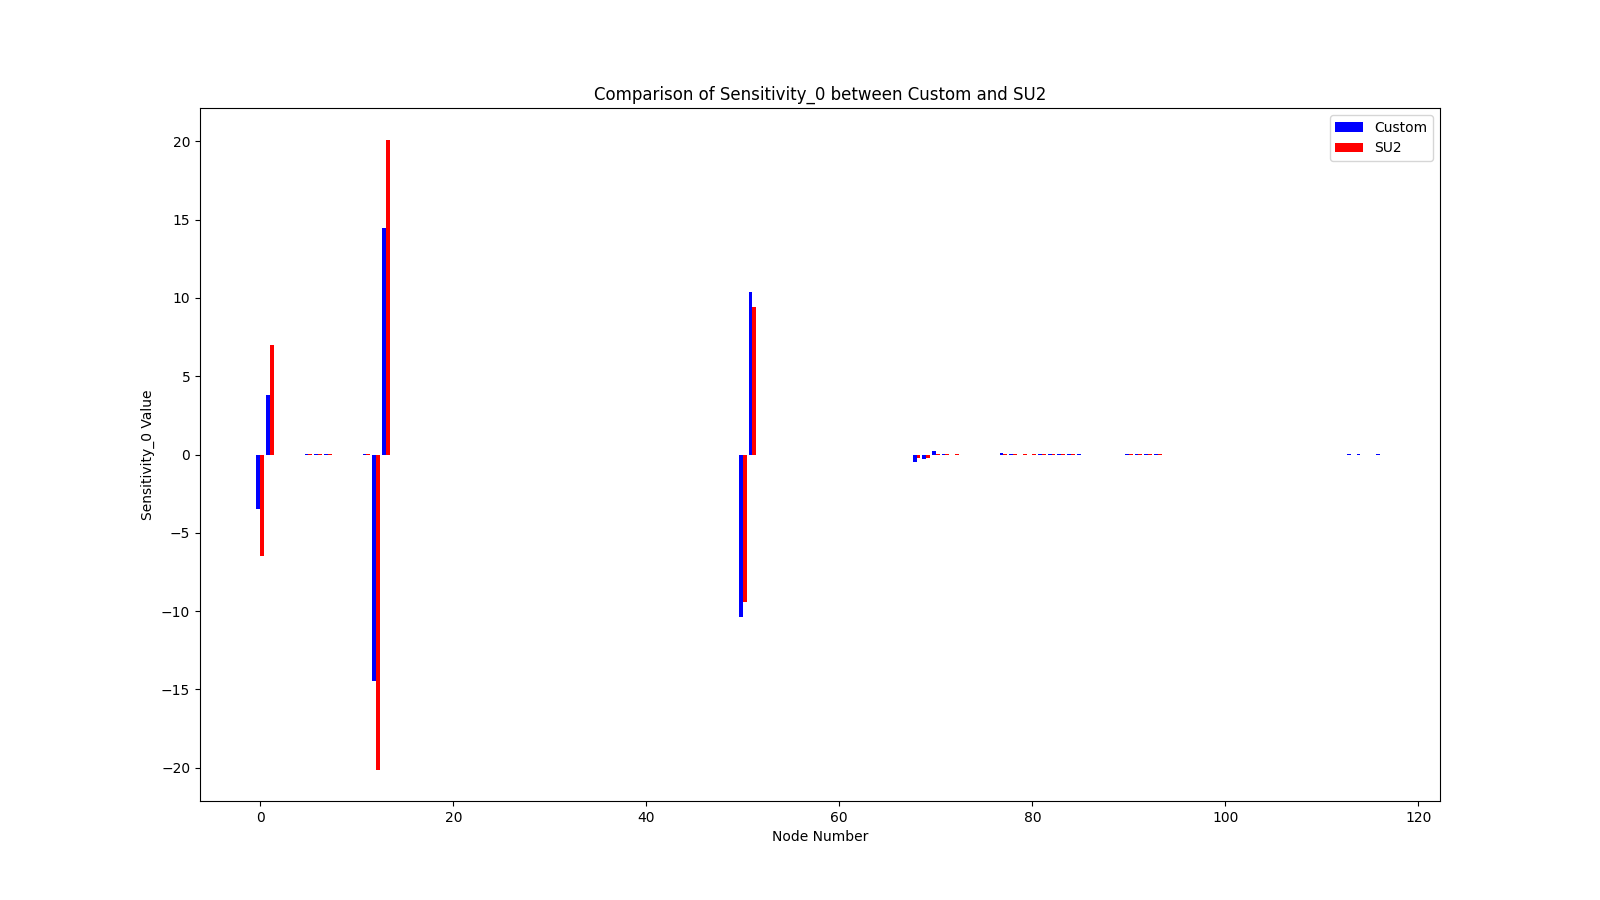 Comparison of Sensitivity_0 between Custom and SU2
Custom
SU2
20
15
10
5
0
−5
−10
−15
−20
Sensitivity_0 Value
0 20 40 60 80 100 120
Node Number